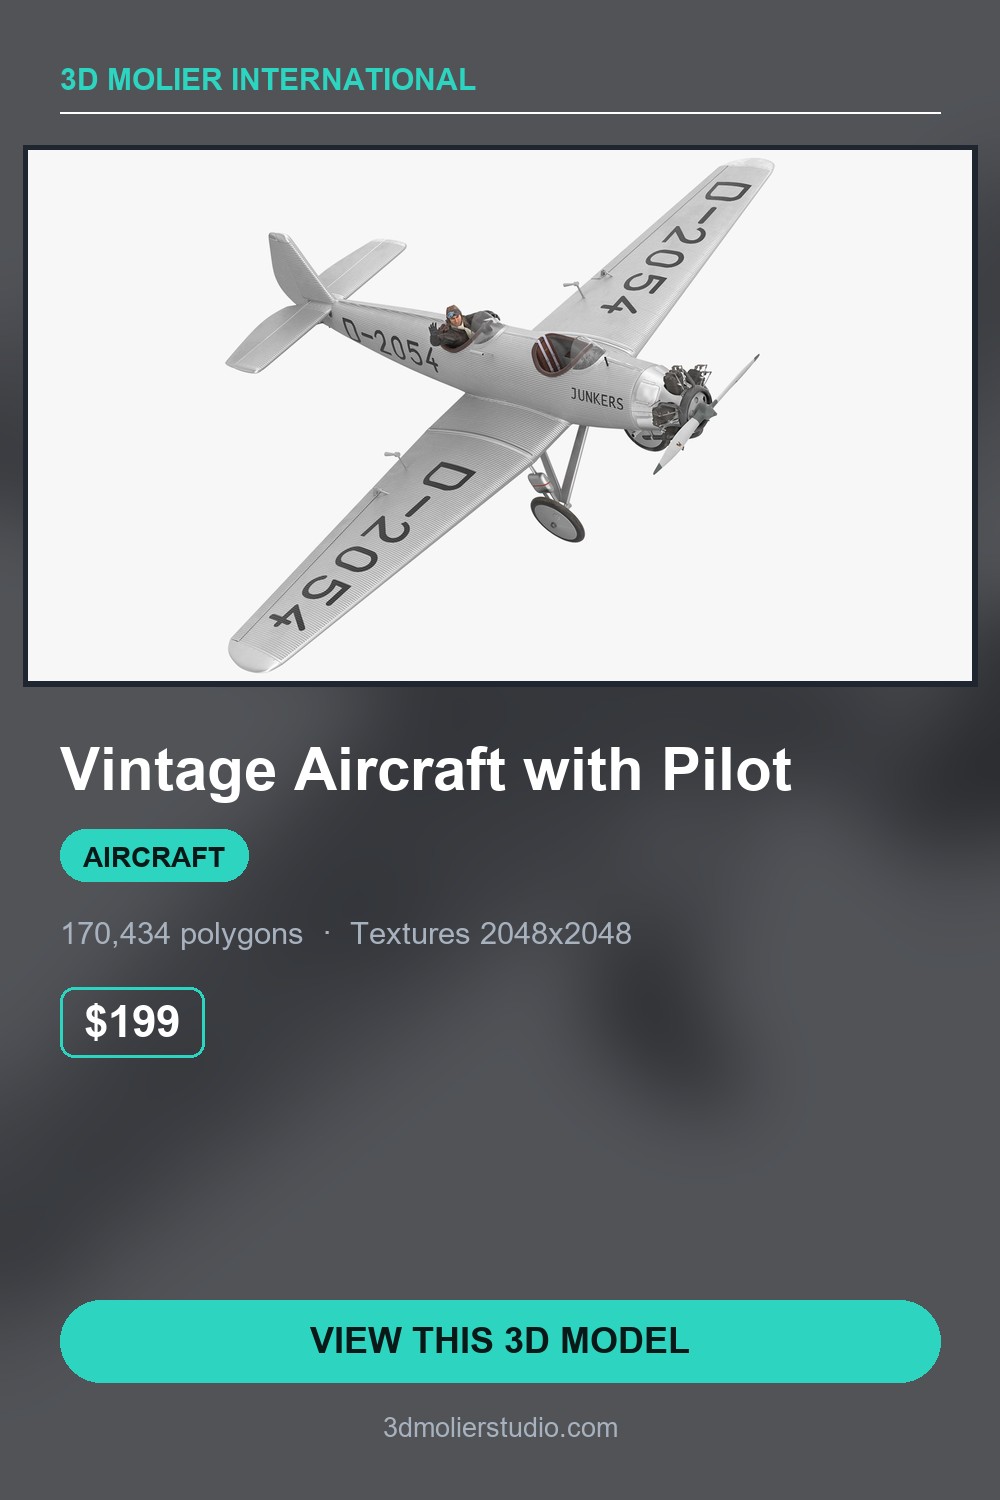 3D MOLIER INTERNATIONAL
D-2054
D-2054
JUNKERS
D-2054
Vintage Aircraft with Pilot
AIRCRAFT
170,434 polygons · Textures 2048x2048
$199
VIEW THIS 3D MODEL
3dmolierstudio.com